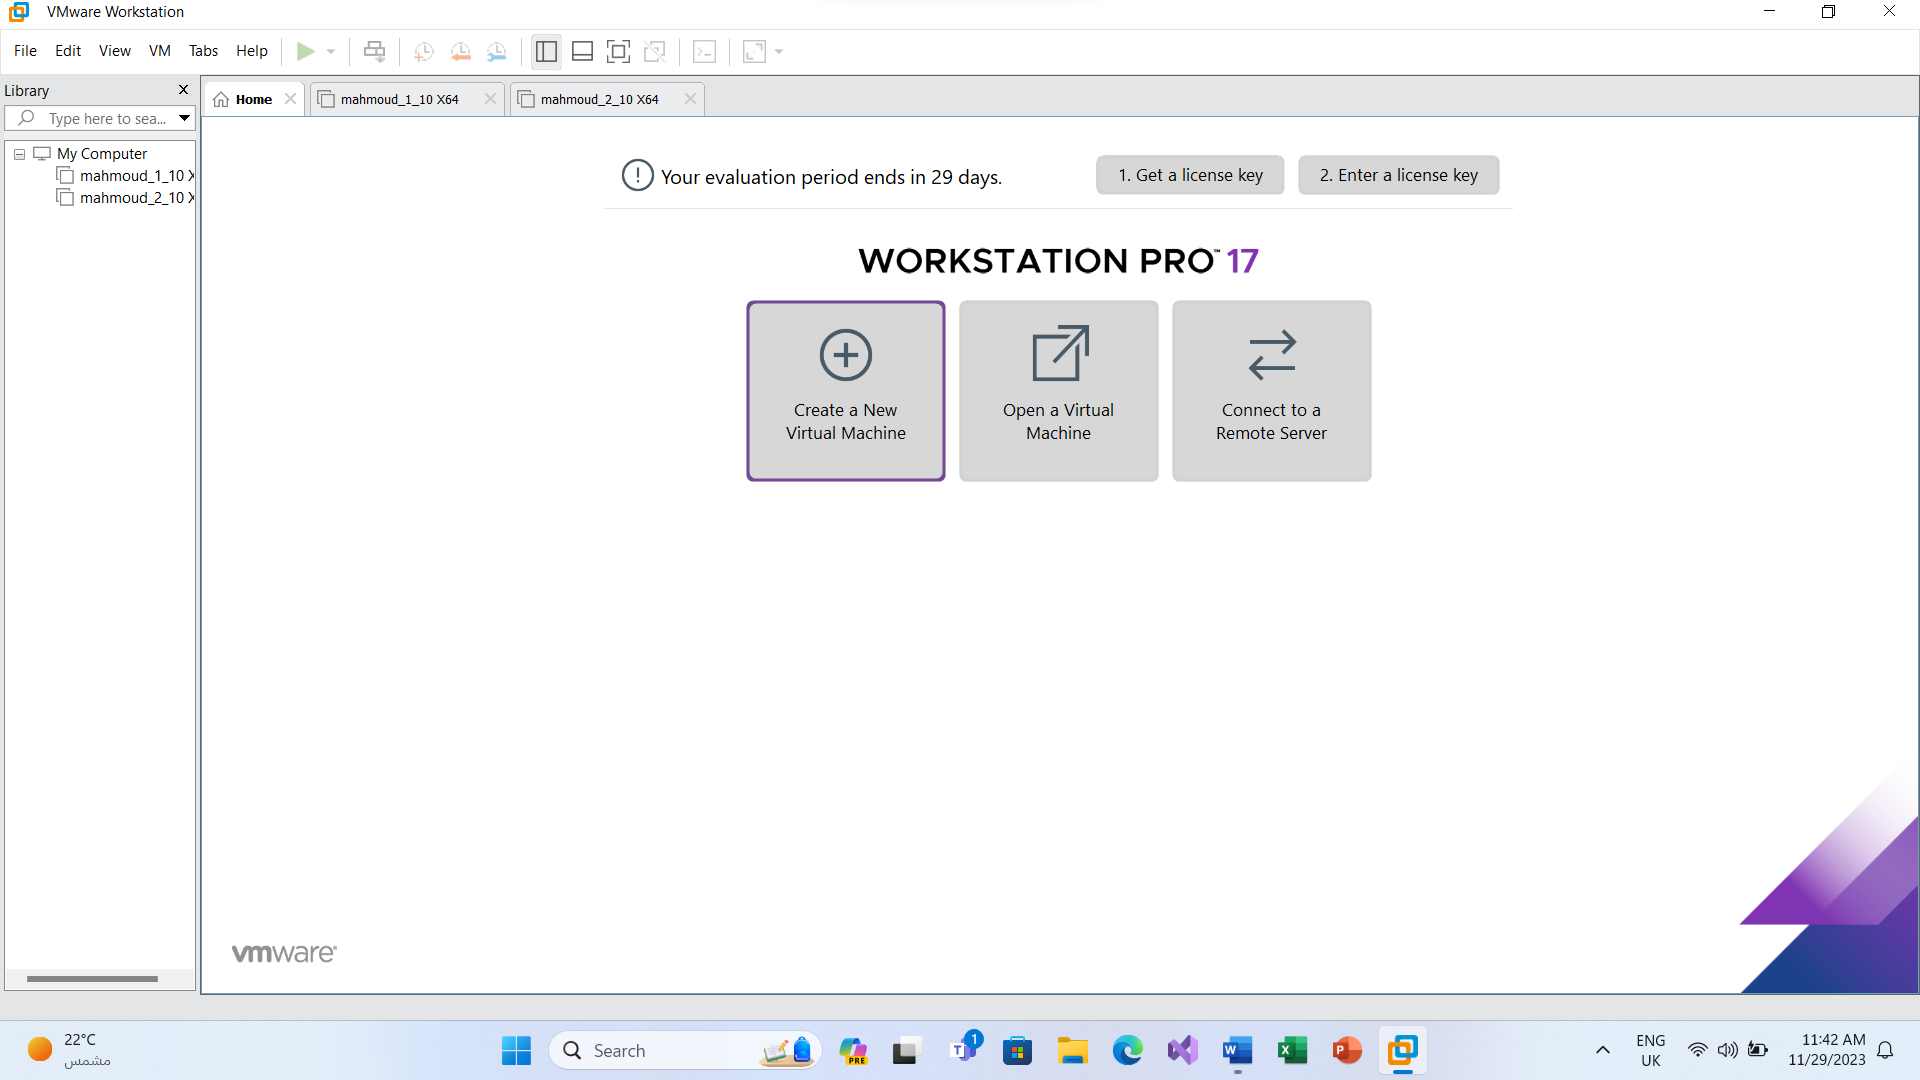 VMware Workstation
File Edit View VM Tabs Help
Library
Type here to sea...
My Computer
mahmoud_1_10 X
mahmoud_2_10 X
Home
mahmoud_1_10 X64
mahmoud_2_10 X64
Your evaluation period ends in 29 days.
1. Get a license key
2. Enter a license key
WORKSTATION PRO™ 17
Create a New
Virtual Machine
Open a Virtual
Machine
Connect to a
Remote Server
vmware®
22°C
مشمس
Search
PRE
T
1
W
X
P
ENG
UK
11:42 AM
11/29/2023